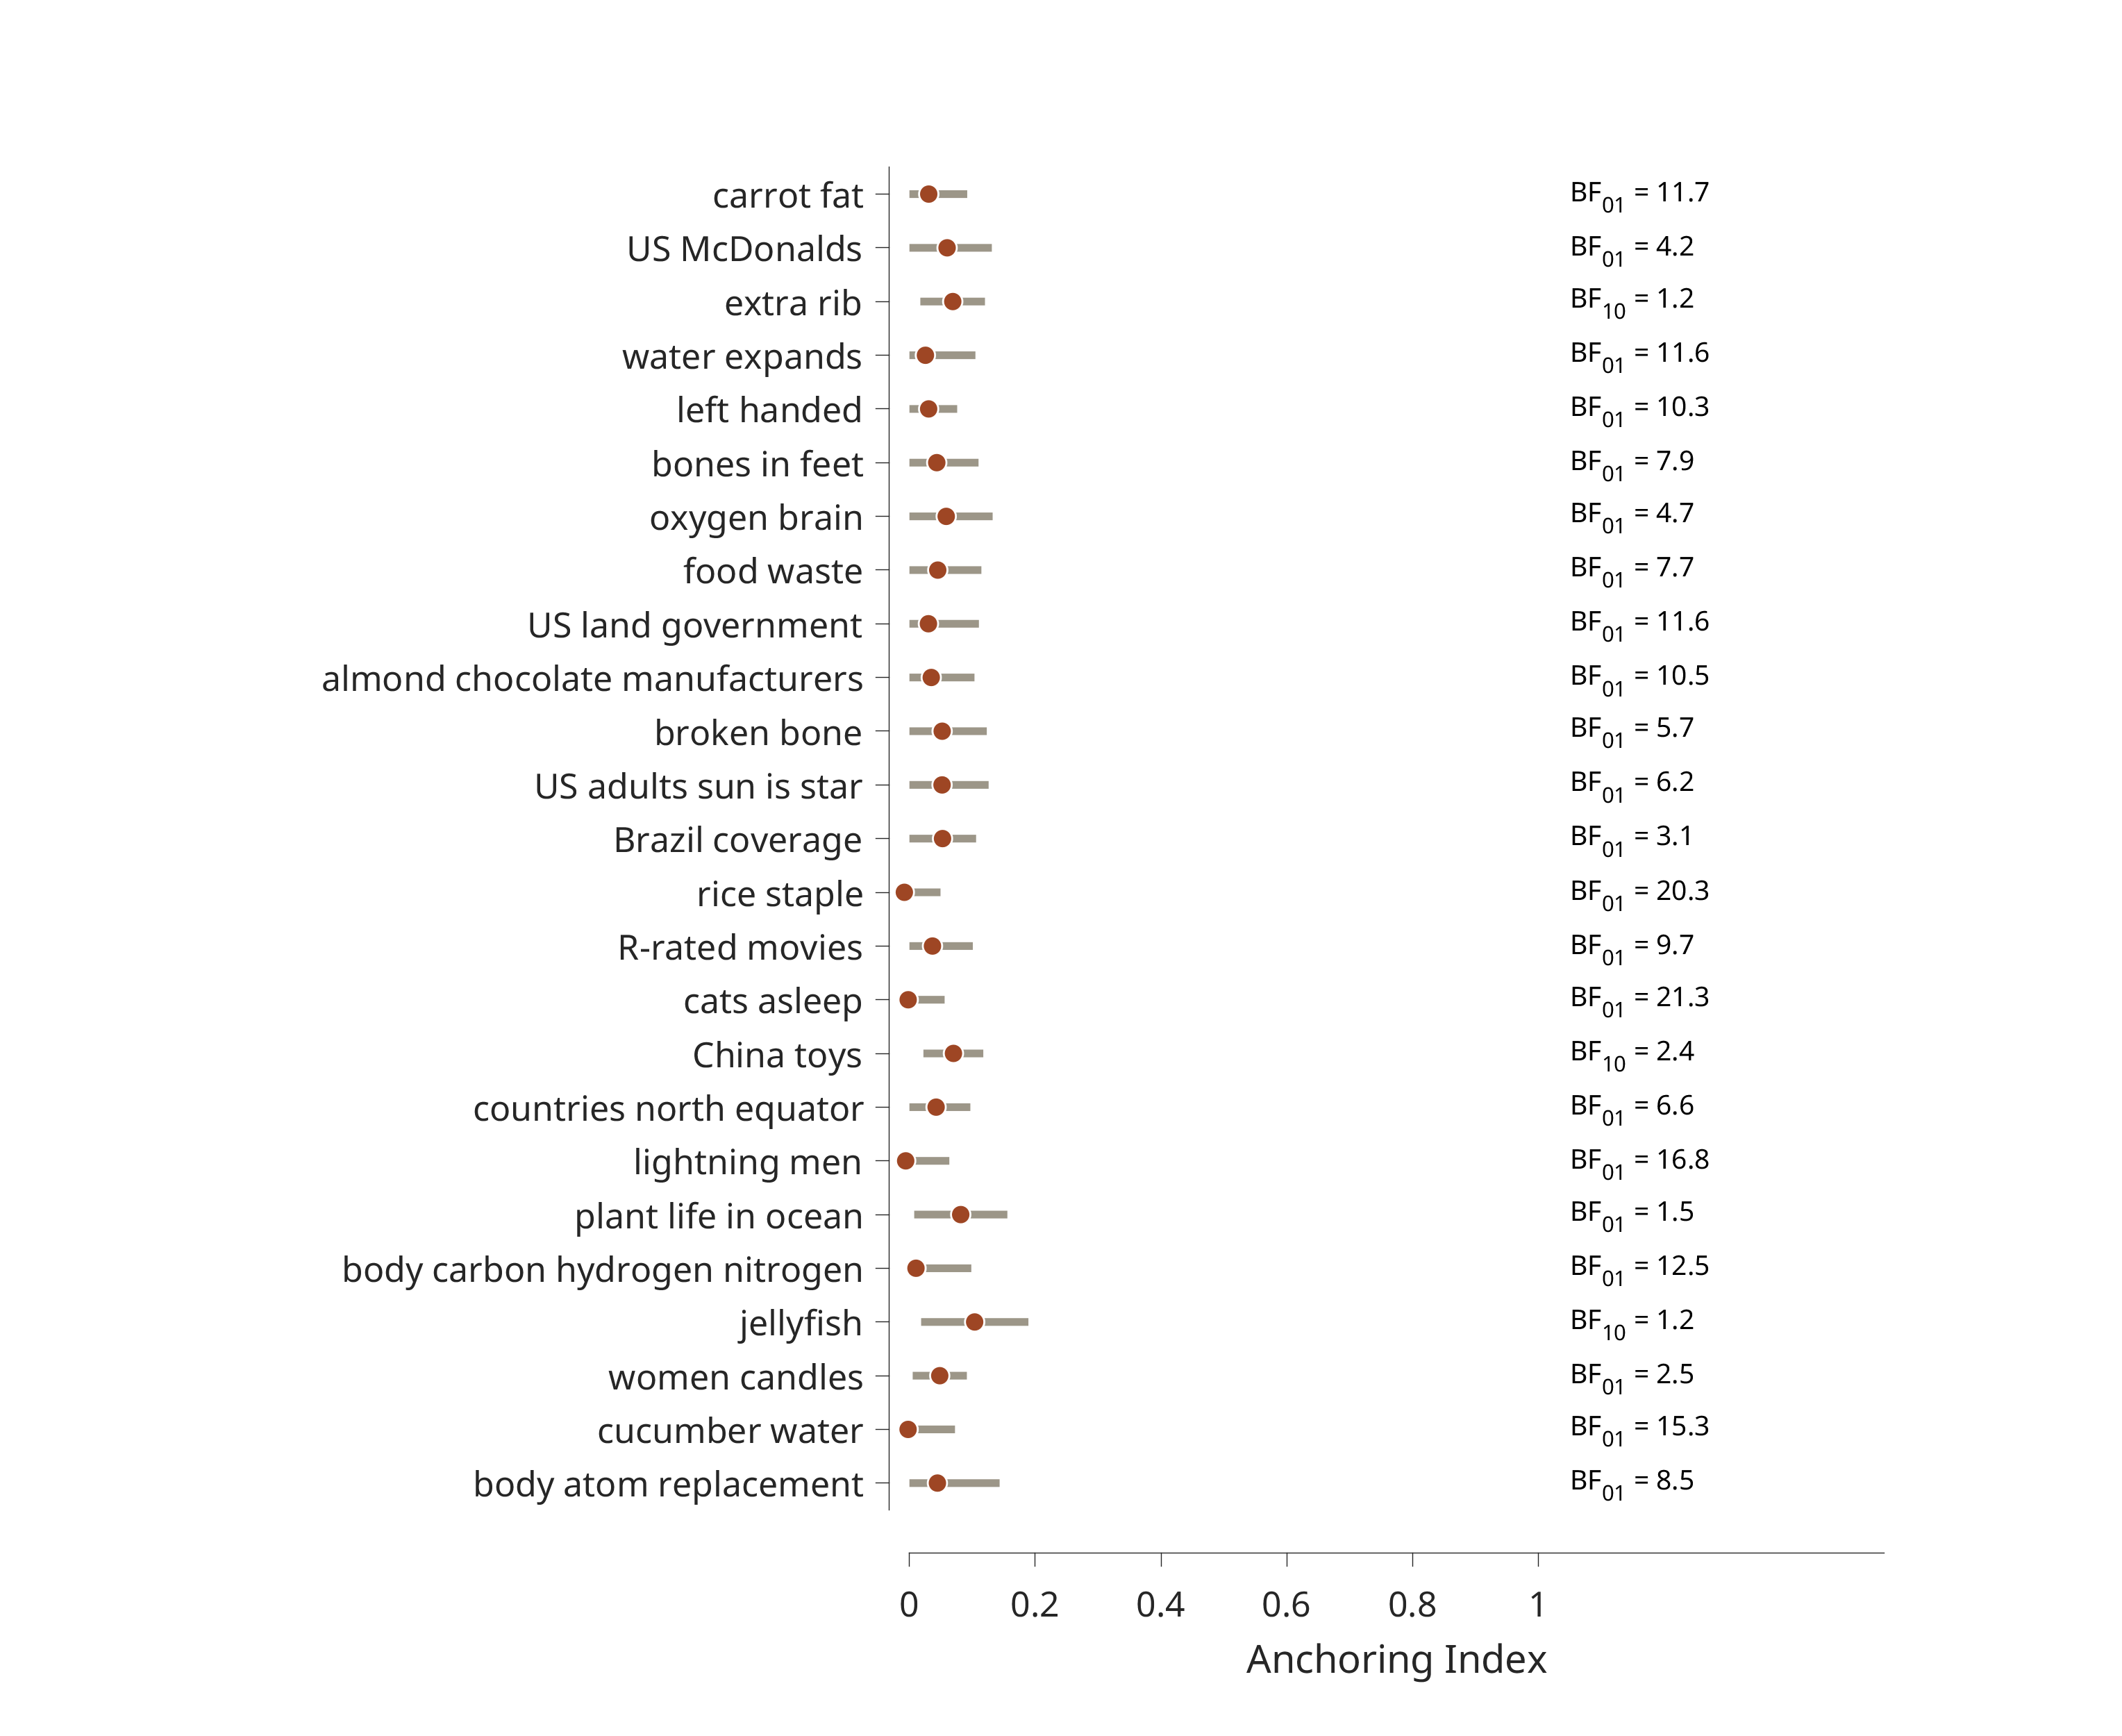 carrot fat BF01 = 11.7
US McDonalds BF01 = 4.2
extra rib BF10 = 1.2
water expands BF01 = 11.6
left handed BF01 = 10.3
bones in feet BF01 = 7.9
oxygen brain BF01 = 4.7
food waste BF01 = 7.7
US land government BF01 = 11.6
almond chocolate manufacturers BF01 = 10.5
broken bone BF01 = 5.7
US adults sun is star BF01 = 6.2
Brazil coverage BF01 = 3.1
rice staple BF01 = 20.3
R-rated movies BF01 = 9.7
cats asleep BF01 = 21.3
China toys BF10 = 2.4
countries north equator BF01 = 6.6
lightning men BF01 = 16.8
plant life in ocean BF01 = 1.5
body carbon hydrogen nitrogen BF01 = 12.5
jellyfish BF10 = 1.2
women candles BF01 = 2.5
cucumber water BF01 = 15.3
body atom replacement BF01 = 8.5
0 0.2 0.4 0.6 0.8 1
Anchoring Index